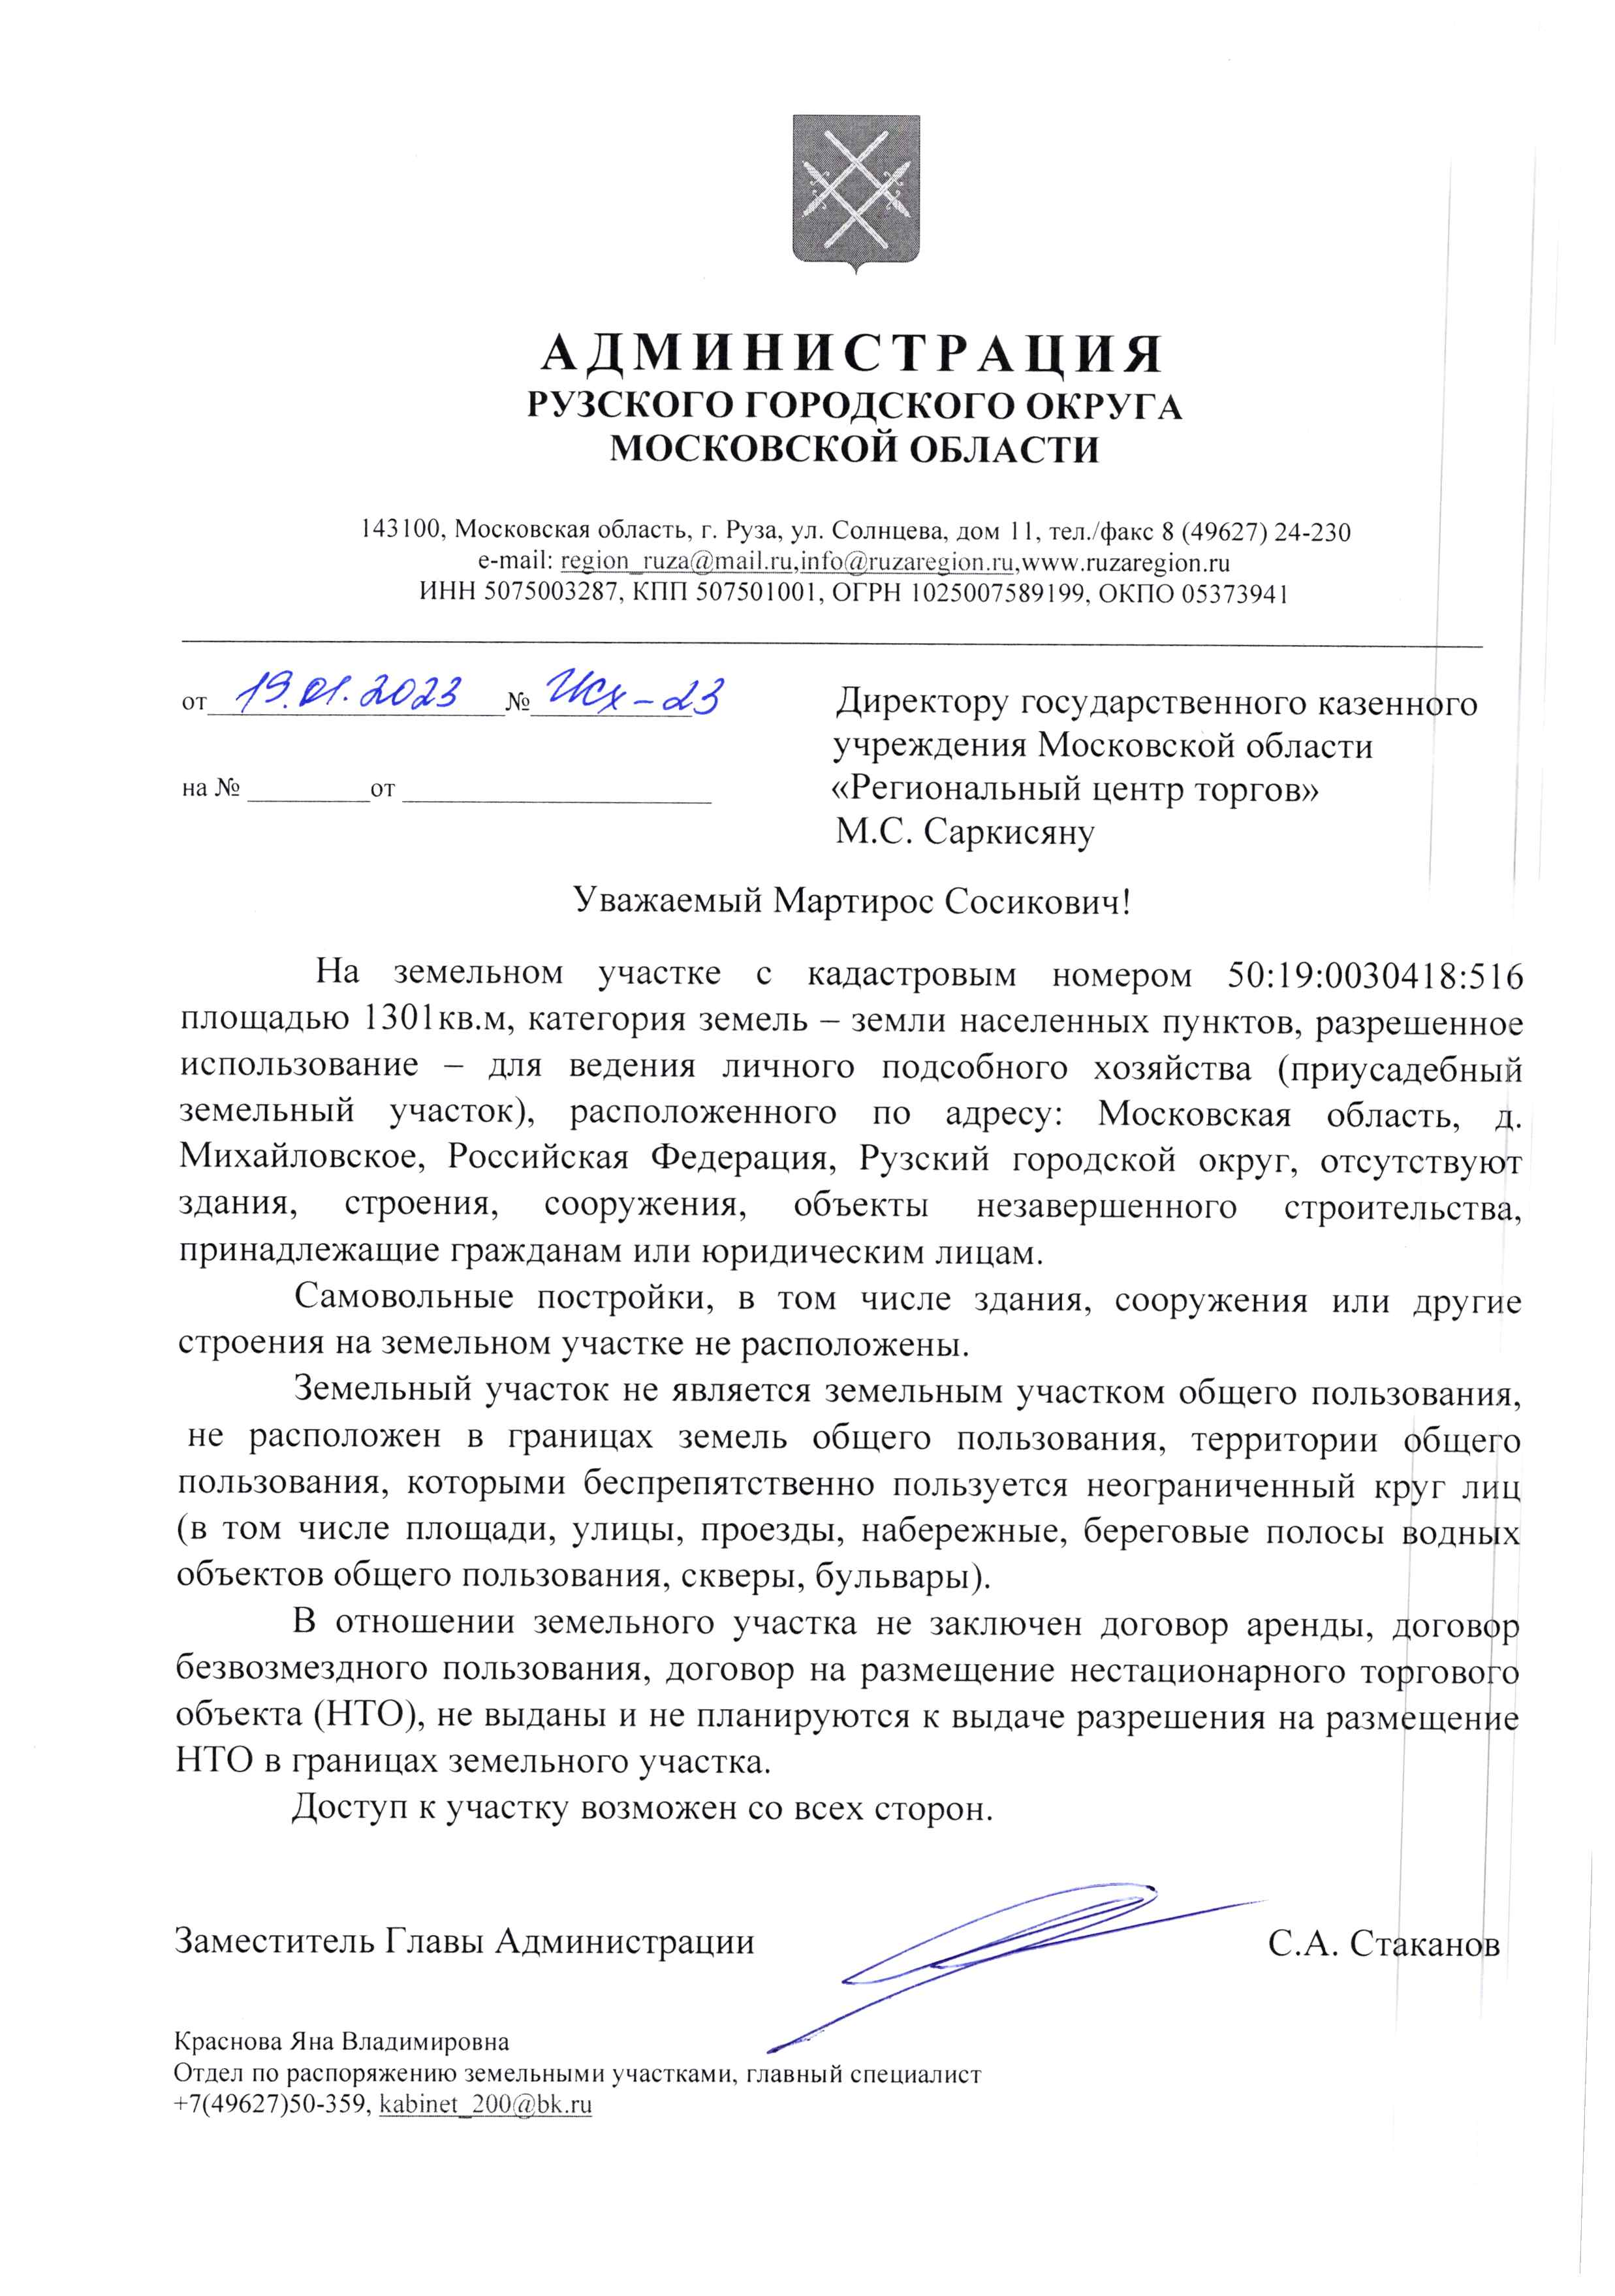 АДМИНИСТРАЦИЯ
РУЗСКОГО ГОРОДСКОГО ОКРУГА
МОСКОВСКОЙ ОБЛАСТИ
143100, Московская область, г. Руза, ул. Солнцева, дом 11, тел./факс 8 (49627) 24-230
e-mail: region_ruza@mail.ru,info@ruzaregion.ru,www.ruzaregion.ru
ИНН 5075003287, КПП 507501001, ОГРН 1025007589199, ОКПО 05373941
от 19.01.2023 № Исх-23
на № __________от ________________________
Директору государственного казенного
учреждения Московской области
«Региональный центр торгов»
М.С. Саркисяну
Уважаемый Мартирос Сосикович!
На земельном участке с кадастровым номером 50:19:0030418:516
площадью 1301кв.м, категория земель – земли населенных пунктов, разрешенное
использование – для ведения личного подсобного хозяйства (приусадебный
земельный участок), расположенного по адресу: Московская область, д.
Михайловское, Российская Федерация, Рузский городской округ, отсутствуют
здания, строения, сооружения, объекты незавершенного строительства,
принадлежащие гражданам или юридическим лицам.
Самовольные постройки, в том числе здания, сооружения или другие
строения на земельном участке не расположены.
Земельный участок не является земельным участком общего пользования,
не расположен в границах земель общего пользования, территории общего
пользования, которыми беспрепятственно пользуется неограниченный круг лиц
(в том числе площади, улицы, проезды, набережные, береговые полосы водных
объектов общего пользования, скверы, бульвары).
В отношении земельного участка не заключен договор аренды, договор
безвозмездного пользования, договор на размещение нестационарного торгового
объекта (НТО), не выданы и не планируются к выдаче разрешения на размещение
НТО в границах земельного участка.
Доступ к участку возможен со всех сторон.
Заместитель Главы Администрации
С.А. Стаканов
Краснова Яна Владимировна
Отдел по распоряжению земельными участками, главный специалист
+7(49627)50-359, kabinet_200@bk.ru